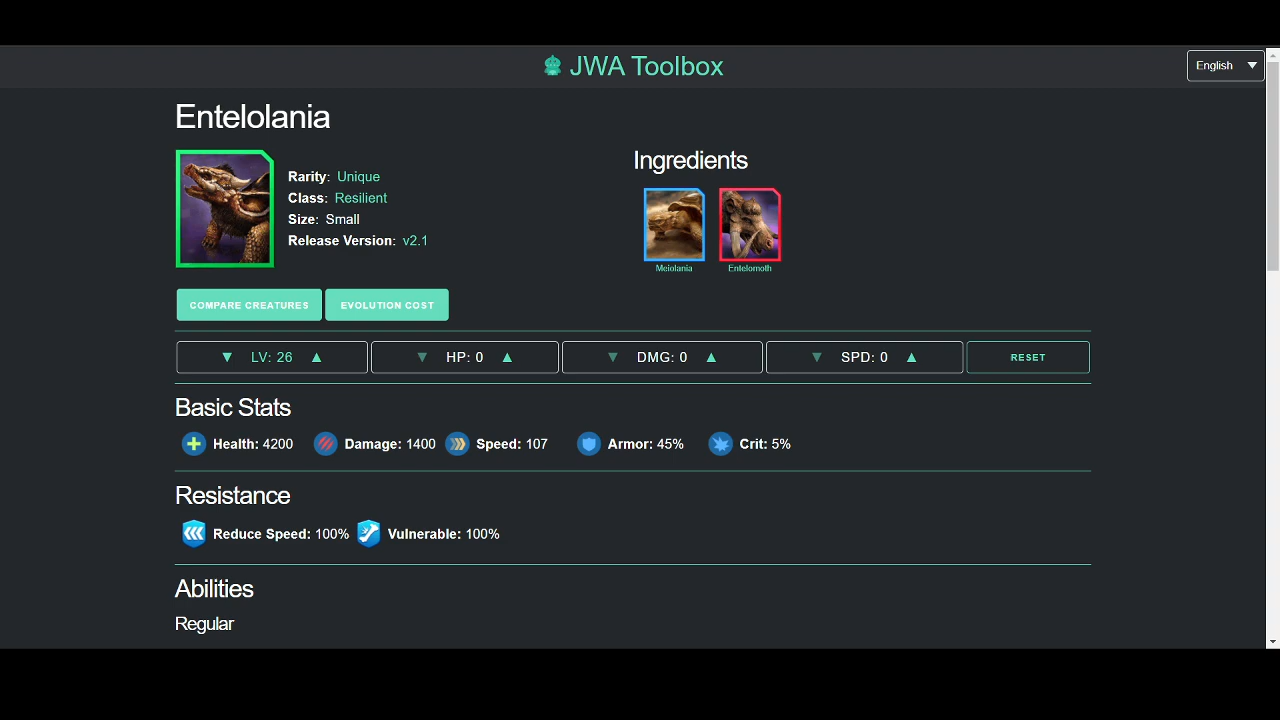 JWA Toolbox
English
Entelolania
Rarity: Unique
Class: Resilient
Size: Small
Release Version: v2.1
Ingredients
Meiolania
Entelomoth
COMPARE CREATURES
EVOLUTION COST
LV: 26
HP: 0
DMG: 0
SPD: 0
RESET
Basic Stats
Health: 4200
Damage: 1400
Speed: 107
Armor: 45%
Crit: 5%
Resistance
Reduce Speed: 100%
Vulnerable: 100%
Abilities
Regular